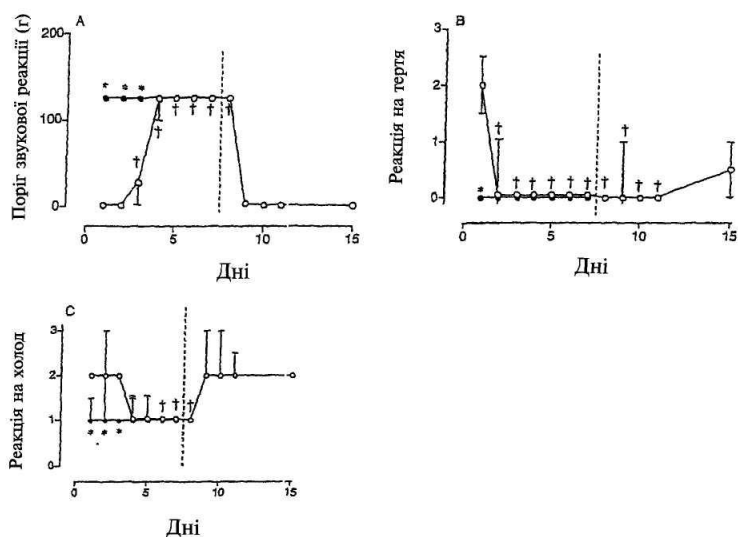 A
Поріг звукової реакції (г)
200
100
0
* * *
† † † † † †
0 5 10 15
Дні
B
Реакція на тертя
3
2
1
0
*
† † † † † † † † † †
0 5 10 15
Дні
C
Реакція на холод
3
2
1
0
* * *
* † † †
0 5 10 15
Дні